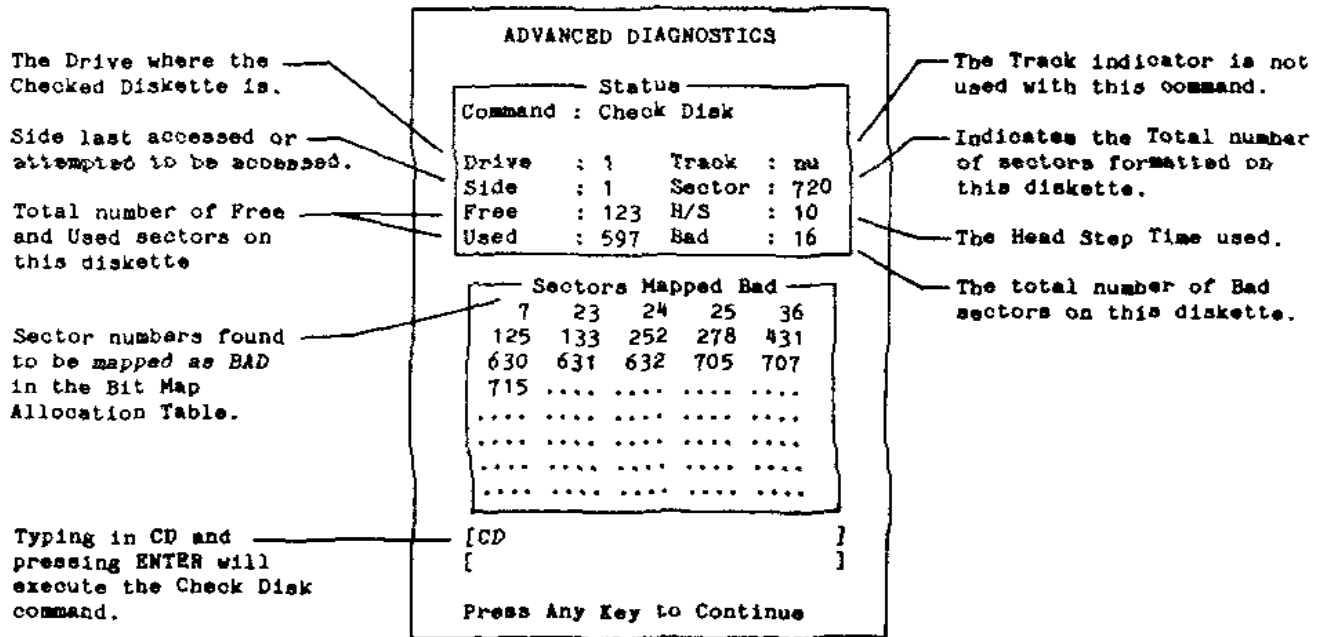 ADVANCED DIAGNOSTICS
The Drive where the
Checked Diskette is.
Side last accessed or
attempted to be accessed.
Total number of Free
and Used sectors on
this diskette
Sector numbers found
to be mapped as BAD
in the Bit Map
Allocation Table.
Typing in CD and
pressing ENTER will
execute the Check Disk
command.
Status
Command : Check Disk
Drive : 1 Track : nu
Side : 1 Sector : 720
Free : 123 H/S : 10
Used : 597 Bad : 16
Sectors Mapped Bad
7 23 24 25 36
125 133 252 278 431
630 631 632 705 707
715 .... .... .... ....
.... .... .... .... ....
.... .... .... .... ....
.... .... .... .... ....
.... .... .... .... ....
[CD ]
[ ]
Press Any Key to Continue
The Track indicator is not
used with this command.
Indicates the Total number
of sectors formatted on
this diskette.
The Head Step Time used.
The total number of Bad
sectors on this diskette.